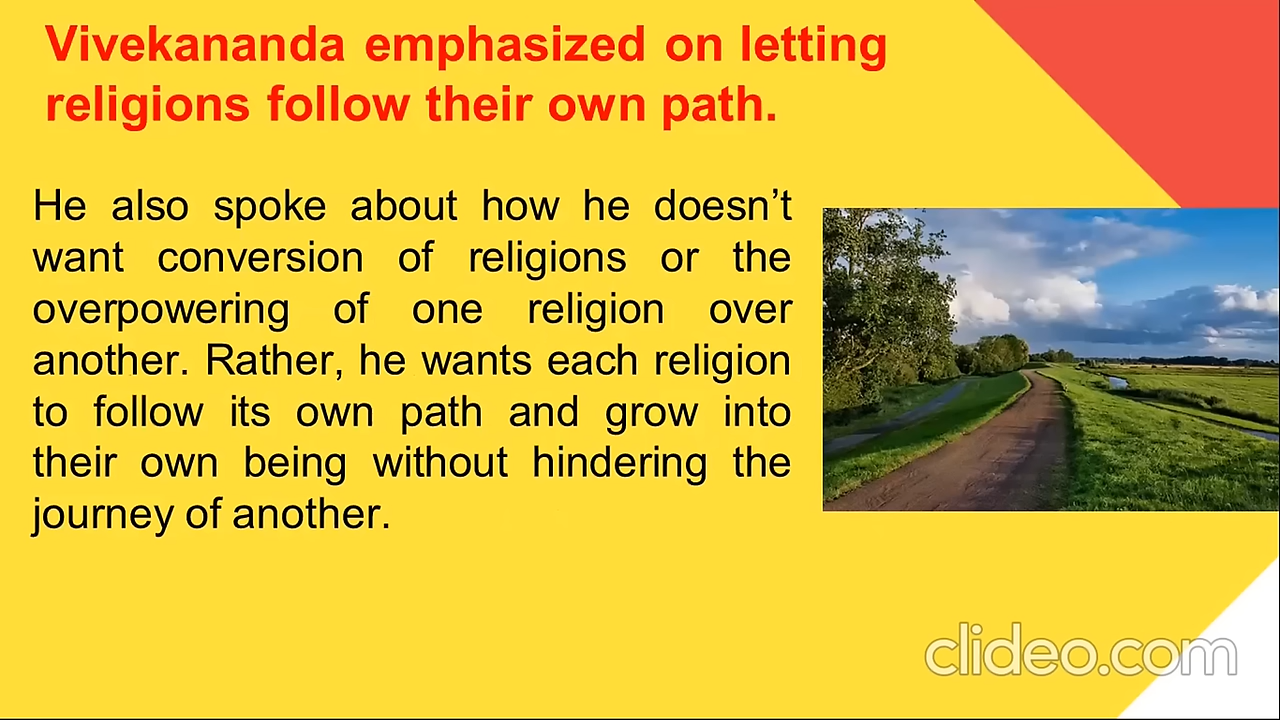 Vivekananda emphasized on letting
religions follow their own path.
He also spoke about how he doesn’t
want conversion of religions or the
overpowering of one religion over
another. Rather, he wants each religion
to follow its own path and grow into
their own being without hindering the
journey of another.
clideo.com